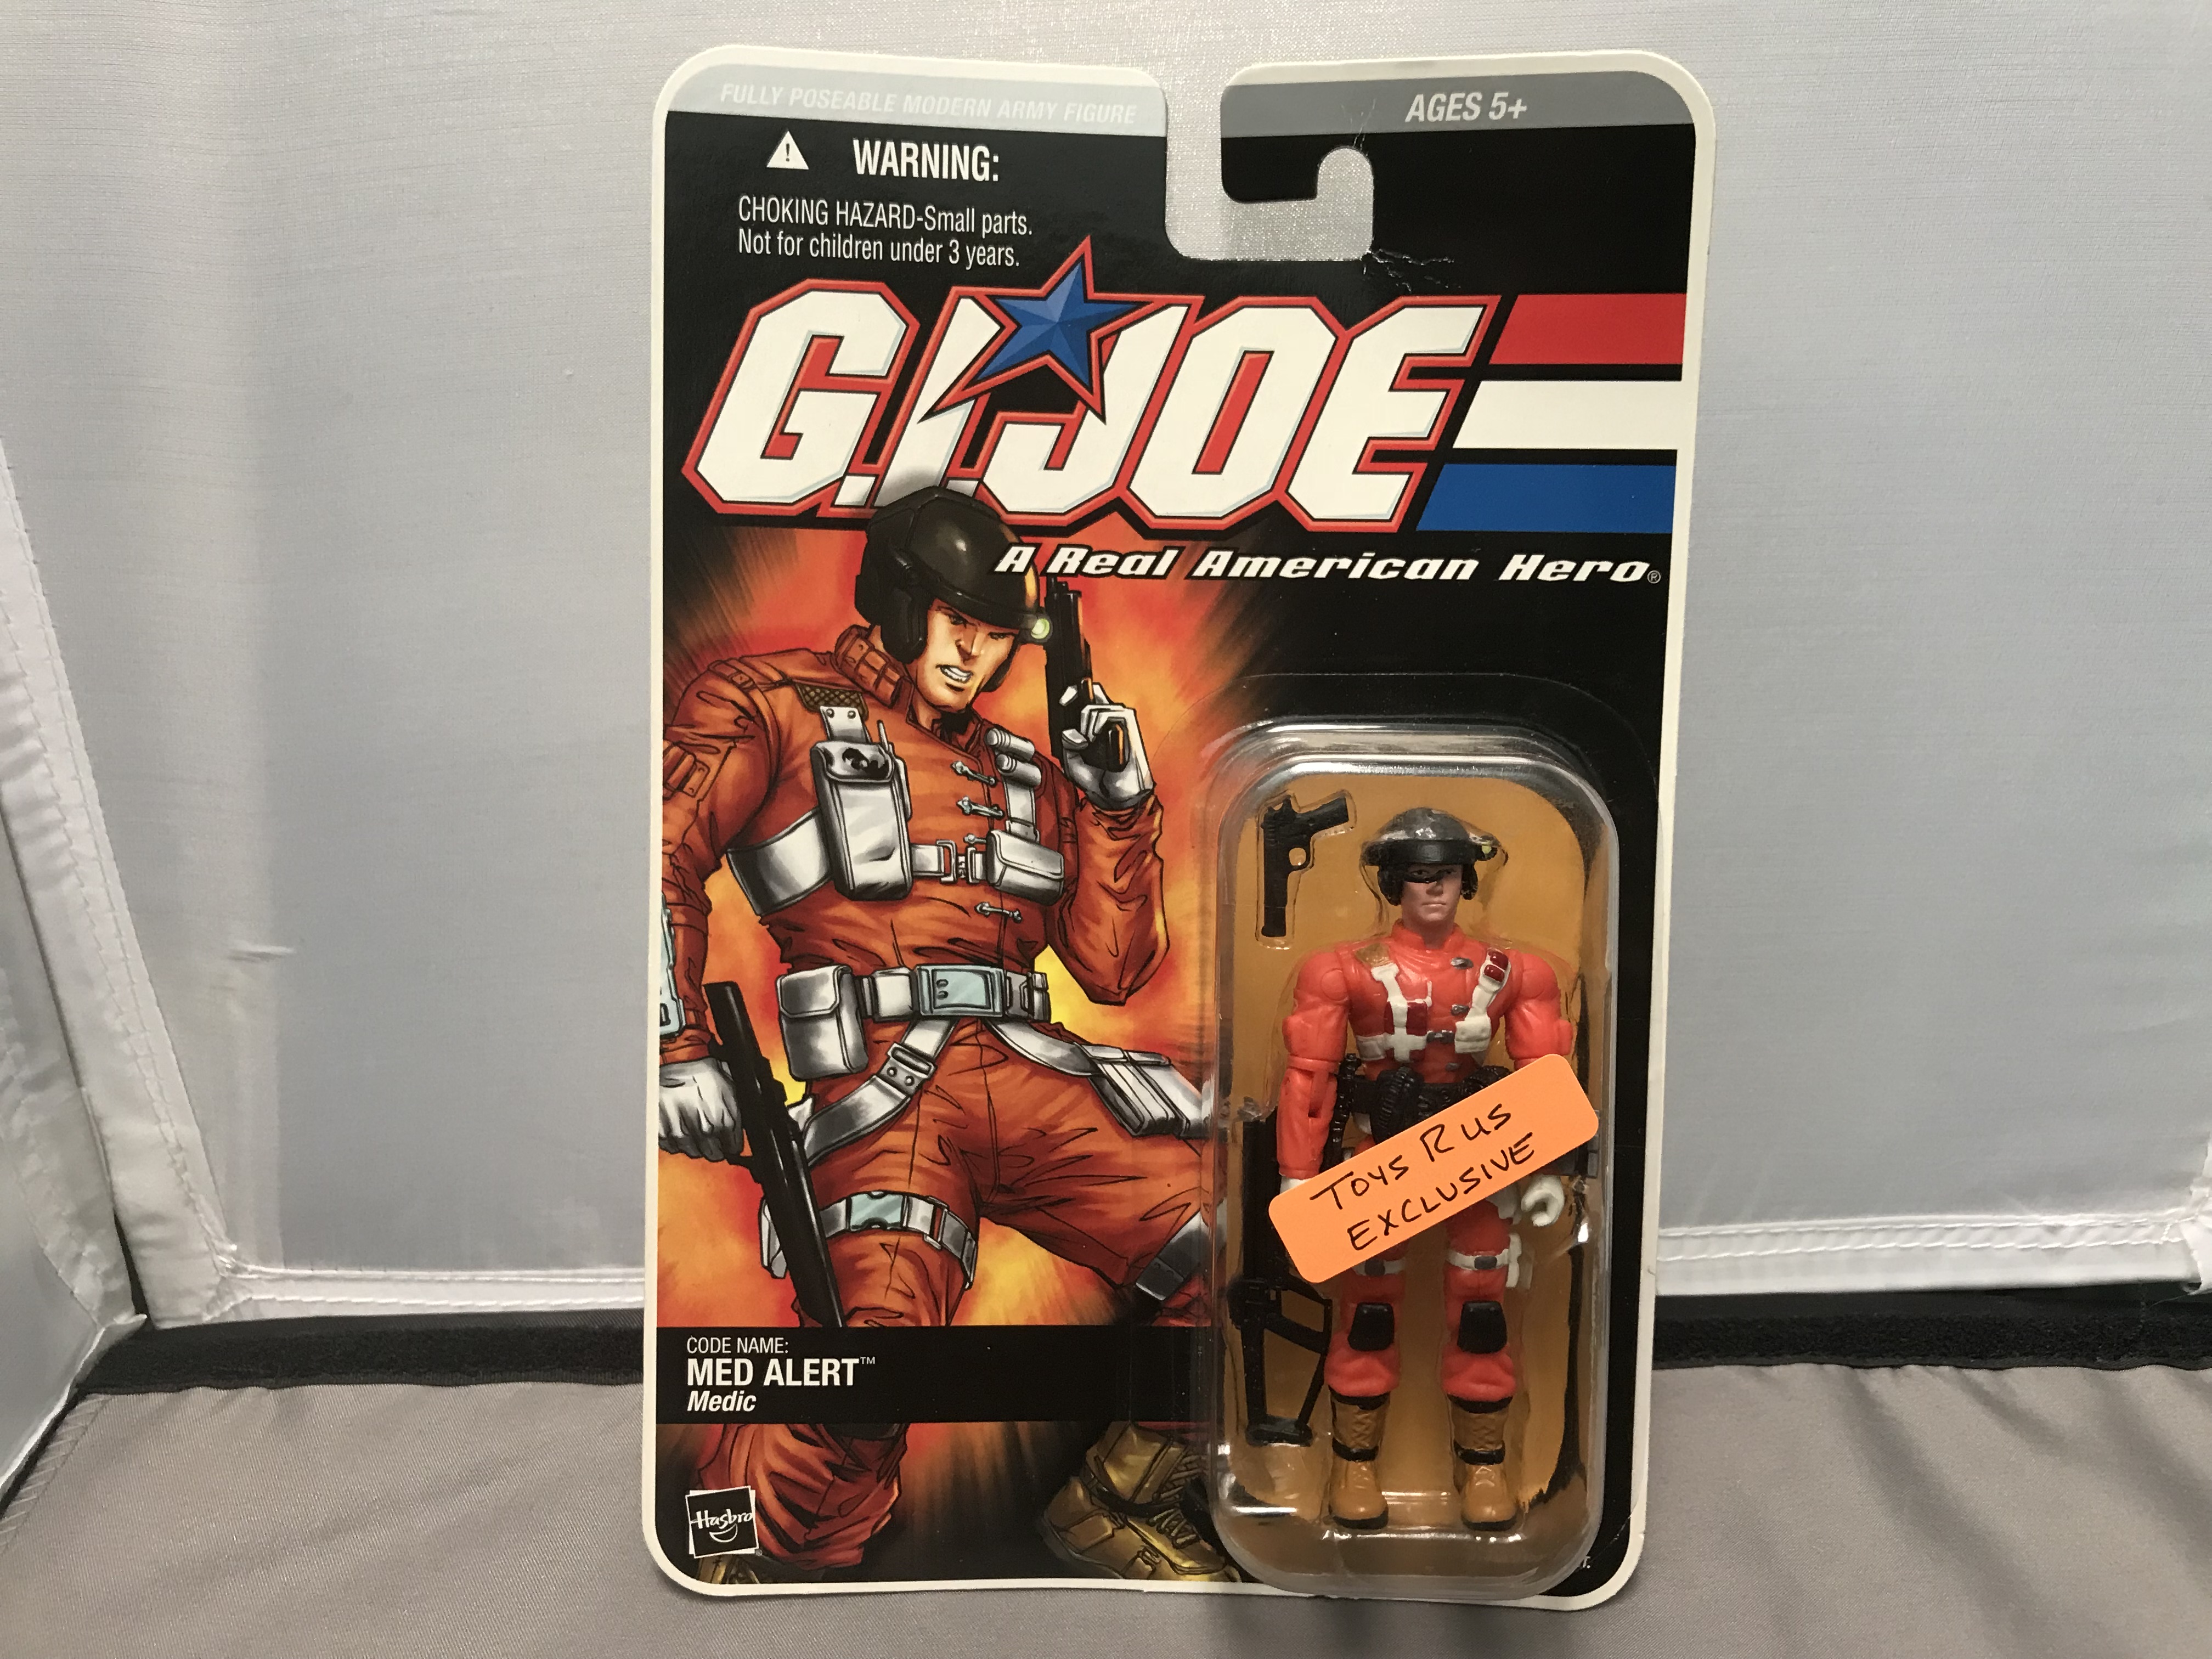 FULLY POSEABLE MODERN ARMY FIGURE
AGES 5+
WARNING:
CHOKING HAZARD-Small parts.
Not for children under 3 years.
G.I.JOE
A Real American Hero®
Toys R us
EXCLUSIVE
CODE NAME:
MED ALERT™
Medic
Hasbro